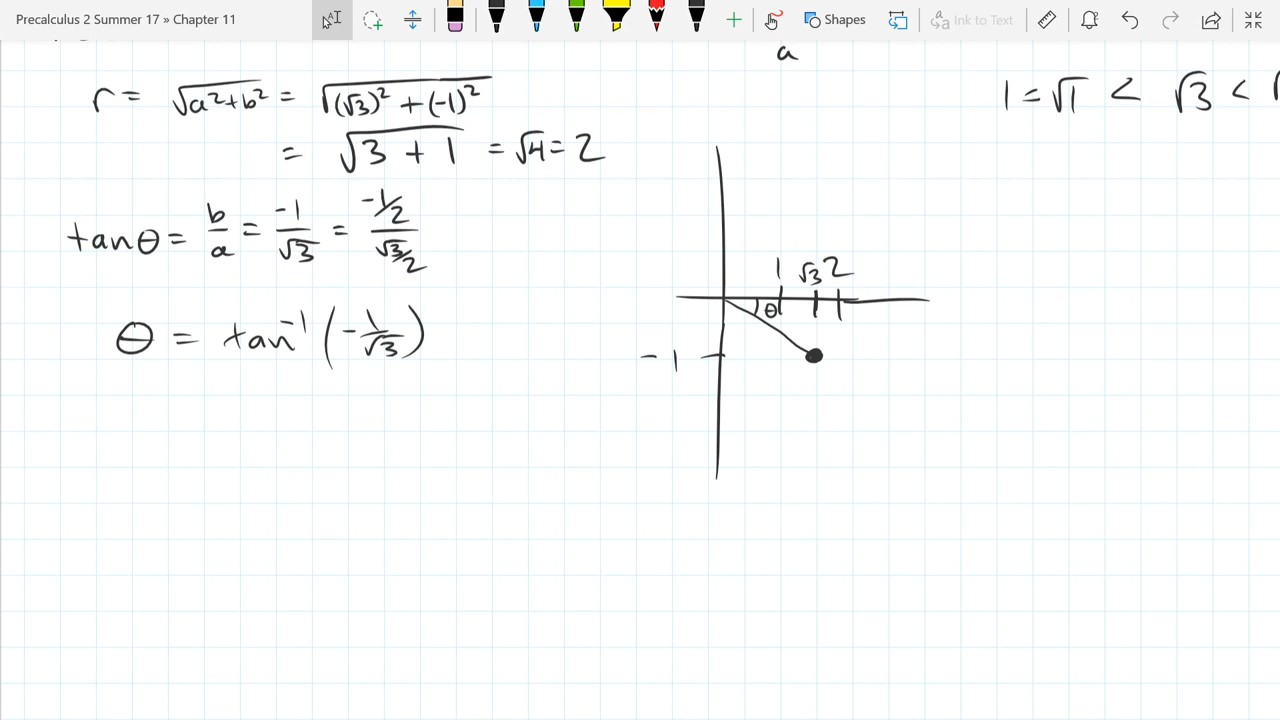 Precalculus 2 Summer 17 » Chapter 11
Shapes
Ink to Text
a
r = √a²+b² = √(√3)² + (-1)²
1 = √1 < √3 < √
= √3 + 1 = √4 = 2
tanθ = b/a = -1/√3 = (-1/2)/(√3/2)
1 √3 2
θ
θ = tan⁻¹ (-1/√3)
-1